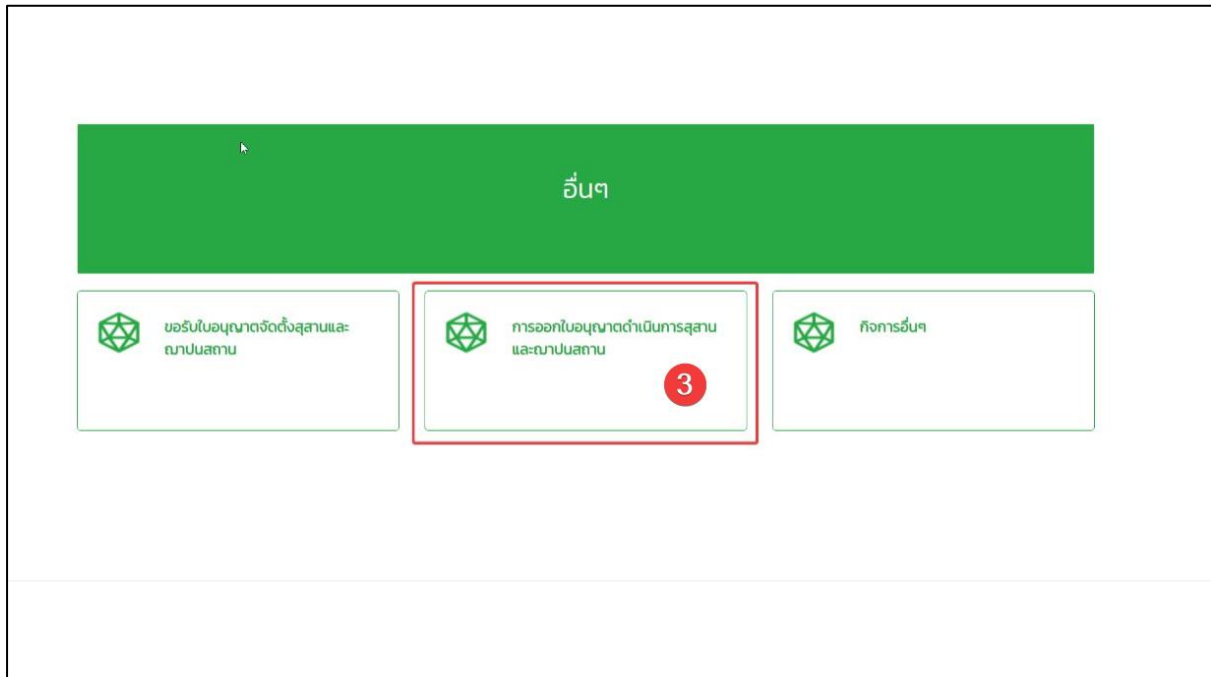 อื่นๆ
ขอรับใบอนุญาตจัดตั้งสุสานและ
ฌาปนสถาน
การออกใบอนุญาตดำเนินการสุสาน
และฌาปนสถาน
3
กิจการอื่นๆ